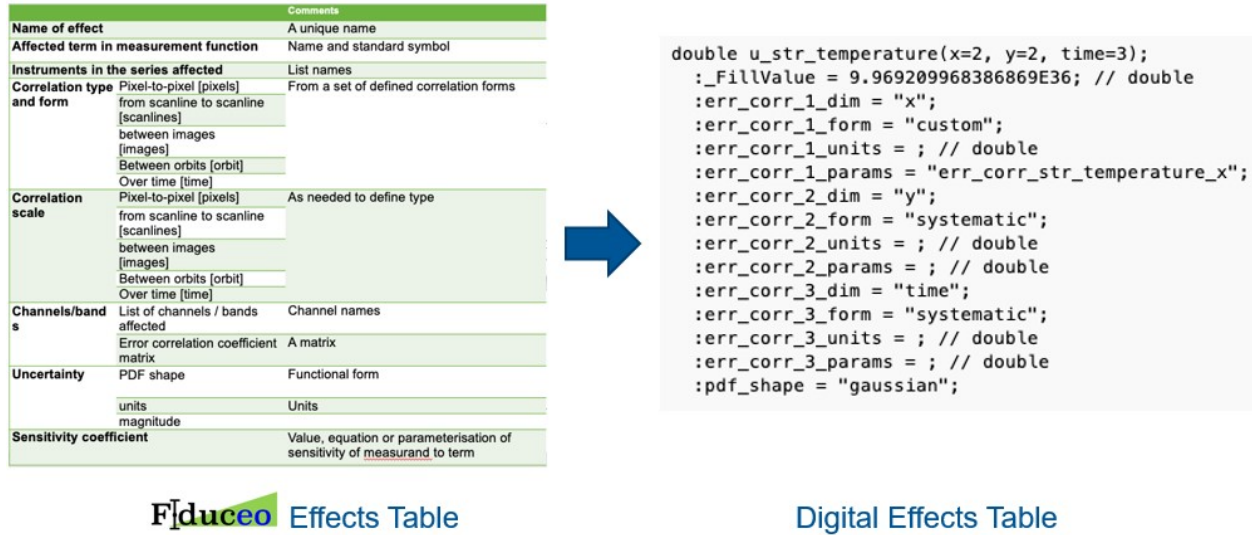 Comments
Name of effect A unique name
Affected term in measurement function Name and standard symbol
Instruments in the series affected List names
Correlation type Pixel-to-pixel [pixels] From a set of defined correlation forms
and form from scanline to scanline
[scanlines]
between images
[images]
Between orbits [orbit]
Over time [time]
Correlation Pixel-to-pixel [pixels] As needed to define type
scale
from scanline to scanline
[scanlines]
between images
[images]
Between orbits [orbit]
Over time [time]
Channels/band List of channels / bands Channel names
s affected
Error correlation coefficient A matrix
matrix
Uncertainty PDF shape Functional form
units Units
magnitude
Sensitivity coefficient Value, equation or parameterisation of
sensitivity of measurand to term
Fiduceo Effects Table
double u_str_temperature(x=2, y=2, time=3);
:_FillValue = 9.969209968386869E36; // double
:err_corr_1_dim = "x";
:err_corr_1_form = "custom";
:err_corr_1_units = ; // double
:err_corr_1_params = "err_corr_str_temperature_x";
:err_corr_2_dim = "y";
:err_corr_2_form = "systematic";
:err_corr_2_units = ; // double
:err_corr_2_params = ; // double
:err_corr_3_dim = "time";
:err_corr_3_form = "systematic";
:err_corr_3_units = ; // double
:err_corr_3_params = ; // double
:pdf_shape = "gaussian";
Digital Effects Table